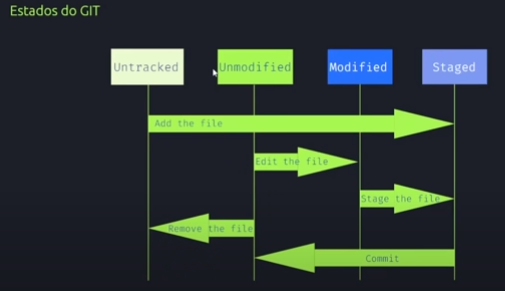 Estados do GIT
Untracked
Unmodified
Modified
Staged
Add the file
Edit the file
Stage the file
Remove the file
Commit